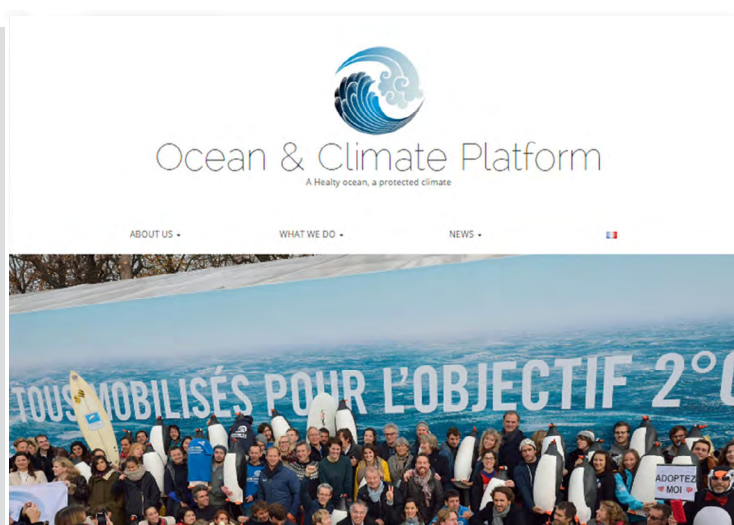 Ocean & Climate Platform
A Healty ocean, a protected climate
ABOUT US
WHAT WE DO
NEWS
TOUS MOBILISÉS POUR L'OBJECTIF 2°
ADOPTEZ
MOI